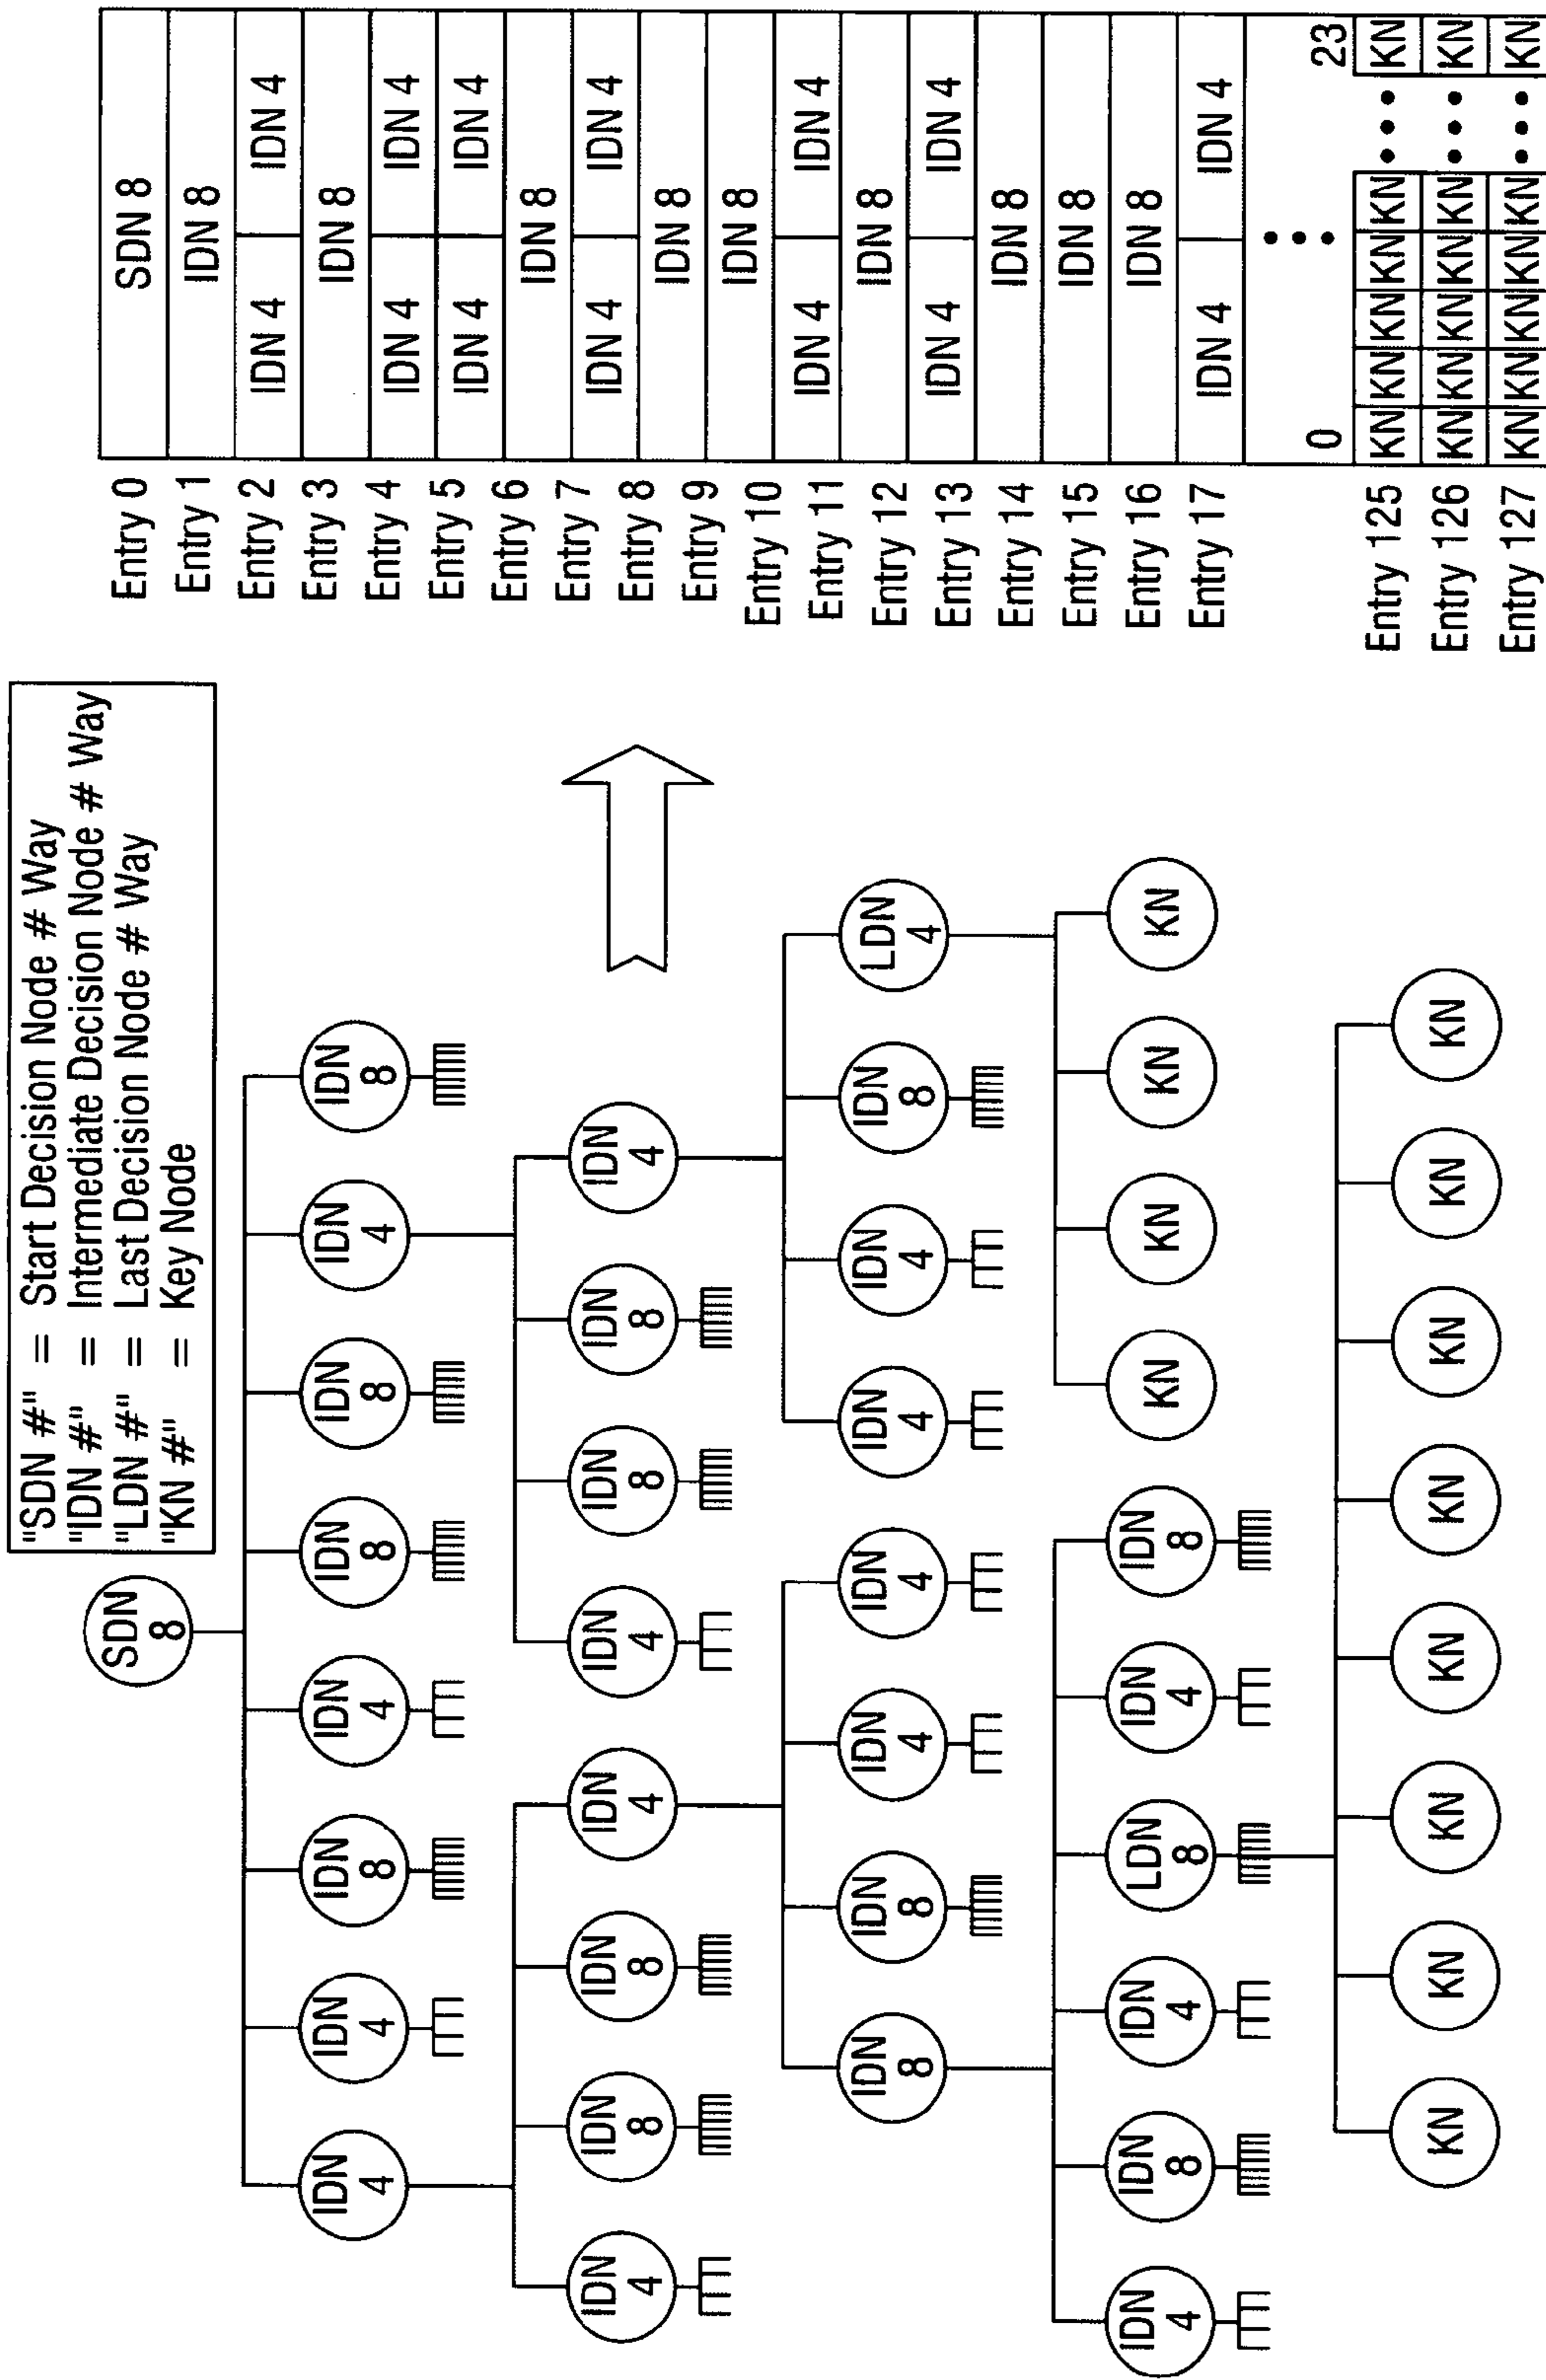 "SDN #" = Start Decision Node # Way
"IDN #" = Intermediate Decision Node # Way
"LDN #" = Last Decision Node # Way
"KN #" = Key Node
SDN
8
IDN
4
IDN
4
IDN
8
IDN
4
IDN
8
IDN
8
IDN
4
IDN
8
IDN
4
IDN
8
IDN
8
IDN
4
IDN
4
IDN
8
IDN
8
IDN
4
IDN
8
IDN
8
IDN
4
IDN
4
IDN
4
IDN
4
IDN
8
LDN
4
IDN
4
IDN
8
IDN
4
LDN
8
IDN
4
IDN
8
KN
KN
KN
KN
KN
KN
KN
KN
KN
KN
KN
KN
Entry 0
Entry 1
Entry 2
Entry 3
Entry 4
Entry 5
Entry 6
Entry 7
Entry 8
Entry 9
Entry 10
Entry 11
Entry 12
Entry 13
Entry 14
Entry 15
Entry 16
Entry 17
Entry 125
Entry 126
Entry 127
SDN 8
IDN 8
IDN 4 IDN 4
IDN 8
IDN 4 IDN 4
IDN 4 IDN 4
IDN 8
IDN 4 IDN 4
IDN 8
IDN 8
IDN 4 IDN 4
IDN 8
IDN 4 IDN 4
IDN 8
IDN 8
IDN 8
IDN 4 IDN 4
0 23
KN KN KN KN KN KN
KN KN KN KN KN KN
KN KN KN KN KN KN